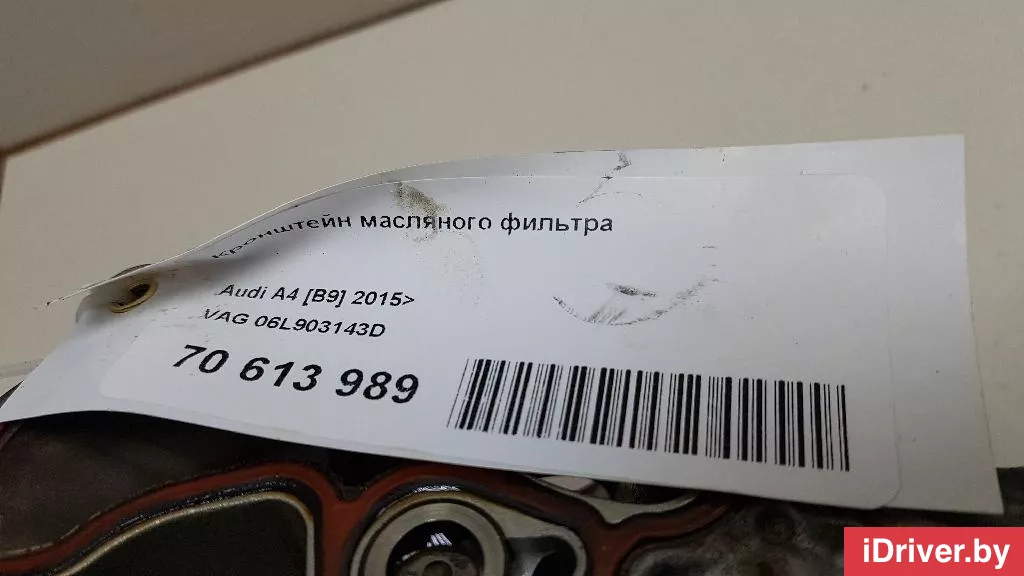 кронштейн масляного фильтра
Audi A4 [B9] 2015>
VAG 06L903143D
70 613 989
iDriver.by